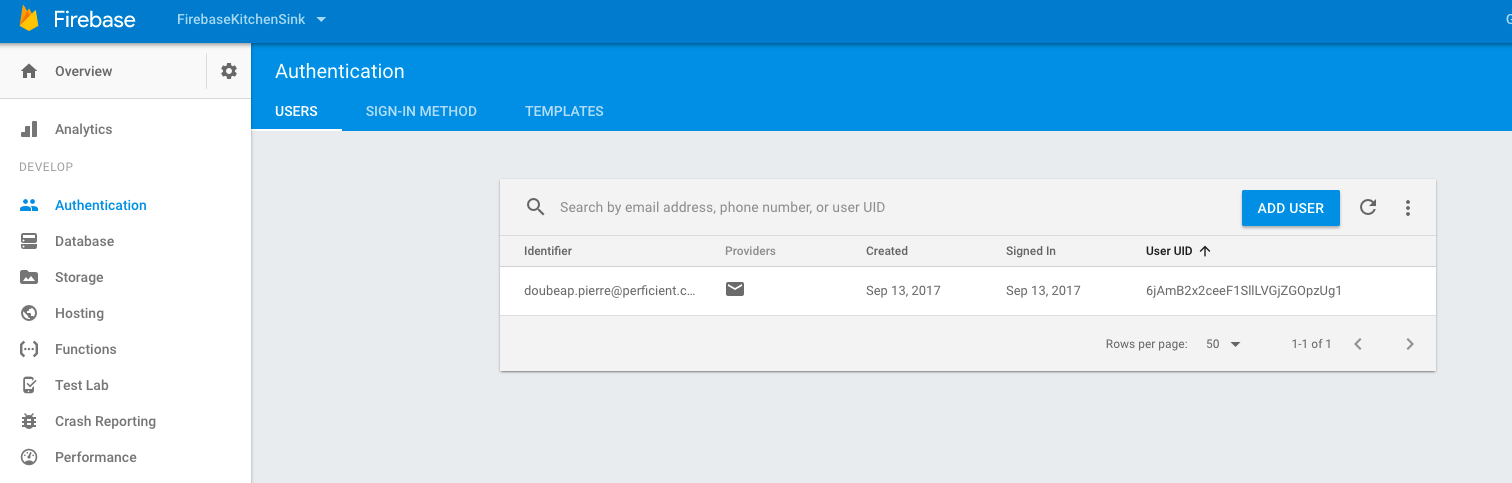 Firebase FirebaseKitchenSink
Overview
Authentication
USERS SIGN-IN METHOD TEMPLATES
Analytics
DEVELOP
Authentication
Database
Storage
Hosting
Functions
Test Lab
Crash Reporting
Performance
Search by email address, phone number, or user UID ADD USER
Identifier Providers Created Signed In User UID
doubeap.pierre@perficient.c... Sep 13, 2017 Sep 13, 2017 6jAmB2x2ceeF1SllLVGjZGOpzUg1
Rows per page: 50 1-1 of 1